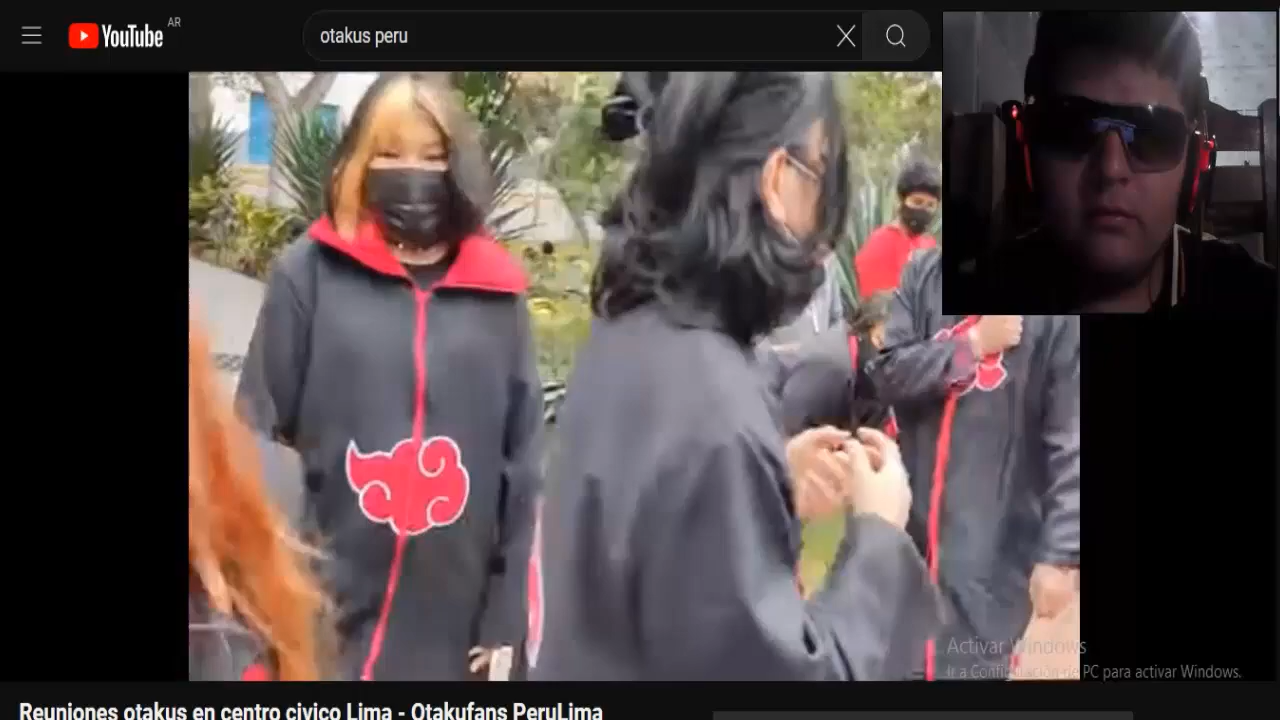 YouTube AR
otakus peru
Activar Windows
Ir a Configuración de PC para activar Windows.
Reuniones otakus en centro civico Lima - Otakufans PeruLima